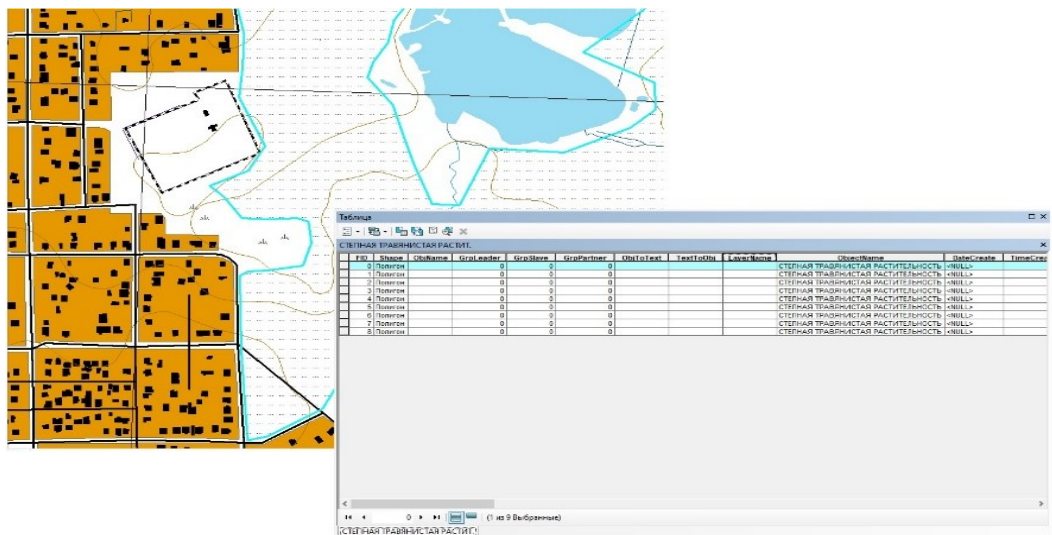 Таблица
СТЕПНАЯ ТРАВЯНИСТАЯ РАСТИТ.
FID Shape ObjName GrpLeader GrpSlave GrpPartner ObjToText TextToObj LayerName ObjectName DateCreate TimeCrea
0 Полигон 0 0 0 СТЕПНАЯ ТРАВЯНИСТАЯ РАСТИТЕЛЬНОСТЬ <NULL>
1 Полигон 0 0 0 СТЕПНАЯ ТРАВЯНИСТАЯ РАСТИТЕЛЬНОСТЬ <NULL>
2 Полигон 0 0 0 СТЕПНАЯ ТРАВЯНИСТАЯ РАСТИТЕЛЬНОСТЬ <NULL>
3 Полигон 0 0 0 СТЕПНАЯ ТРАВЯНИСТАЯ РАСТИТЕЛЬНОСТЬ <NULL>
4 Полигон 0 0 0 СТЕПНАЯ ТРАВЯНИСТАЯ РАСТИТЕЛЬНОСТЬ <NULL>
5 Полигон 0 0 0 СТЕПНАЯ ТРАВЯНИСТАЯ РАСТИТЕЛЬНОСТЬ <NULL>
6 Полигон 0 0 0 СТЕПНАЯ ТРАВЯНИСТАЯ РАСТИТЕЛЬНОСТЬ <NULL>
7 Полигон 0 0 0 СТЕПНАЯ ТРАВЯНИСТАЯ РАСТИТЕЛЬНОСТЬ <NULL>
8 Полигон 0 0 0 СТЕПНАЯ ТРАВЯНИСТАЯ РАСТИТЕЛЬНОСТЬ <NULL>
0 (1 из 9 Выбранные)
СТЕПНАЯ ТРАВЯНИСТАЯ РАСТИТ.